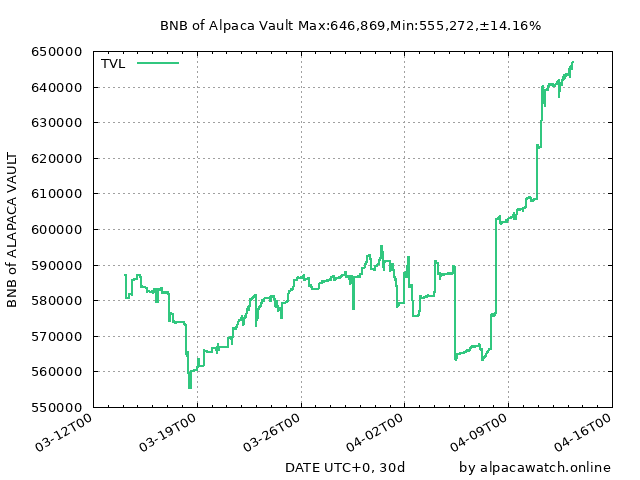 BNB of Alpaca Vault Max:646,869,Min:555,272,±14.16%
TVL
650000
640000
630000
620000
610000
600000
590000
580000
570000
560000
550000
BNB of ALAPACA VAULT
03-12T00
03-19T00
03-26T00
04-02T00
04-09T00
04-16T00
DATE UTC+0, 30d
by alpacawatch.online